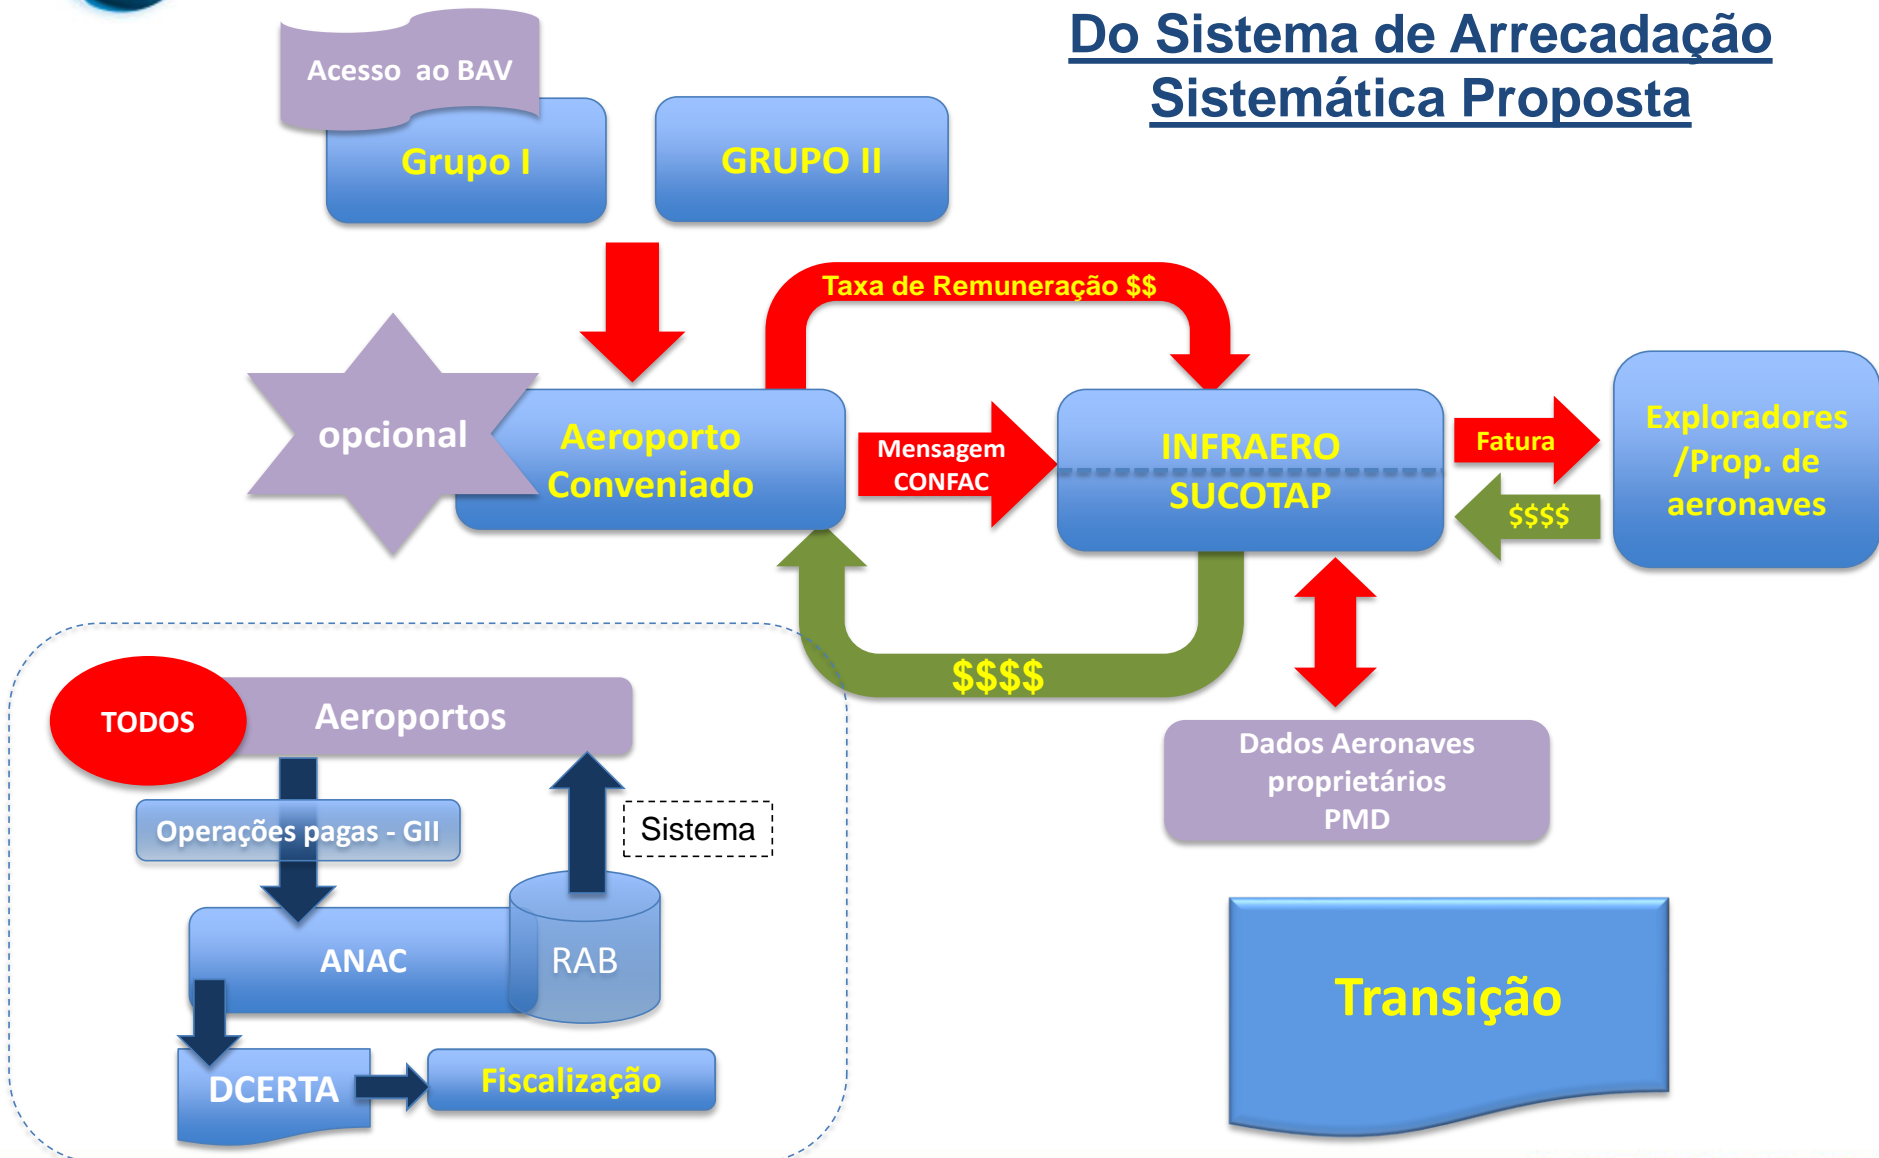 Do Sistema de Arrecadação
Sistemática Proposta
Acesso ao BAV
Grupo I
GRUPO II
Taxa de Remuneração $$
opcional
Aeroporto
Conveniado
Mensagem
CONFAC
INFRAERO
SUCOTAP
Fatura
$$$$
Exploradores
/Prop. de
aeronaves
$$$$
Dados Aeronaves
proprietários
PMD
TODOS
Aeroportos
Operações pagas - GII
Sistema
ANAC
RAB
DCERTA
Fiscalização
Transição